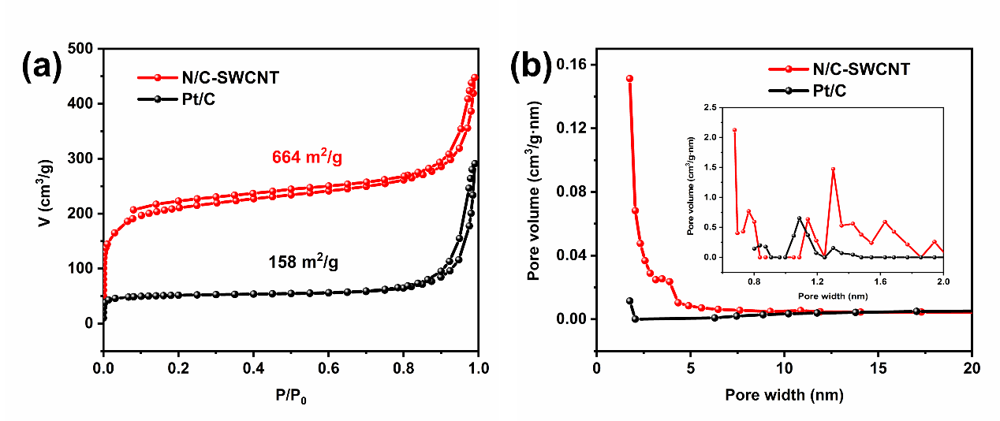 (a)
N/C-SWCNT
Pt/C
664 m²/g
158 m²/g
V (cm³/g)
500
400
300
200
100
0
0.0 0.2 0.4 0.6 0.8 1.0
P/P₀
(b)
N/C-SWCNT
Pt/C
Pore volume (cm³/g·nm)
0.16
0.12
0.08
0.04
0.00
0 5 10 15 20
Pore width (nm)
Pore volume (cm³/g·nm)
2.5
2.0
1.5
1.0
0.5
0.0
0.8 1.2 1.6 2.0
Pore width (nm)